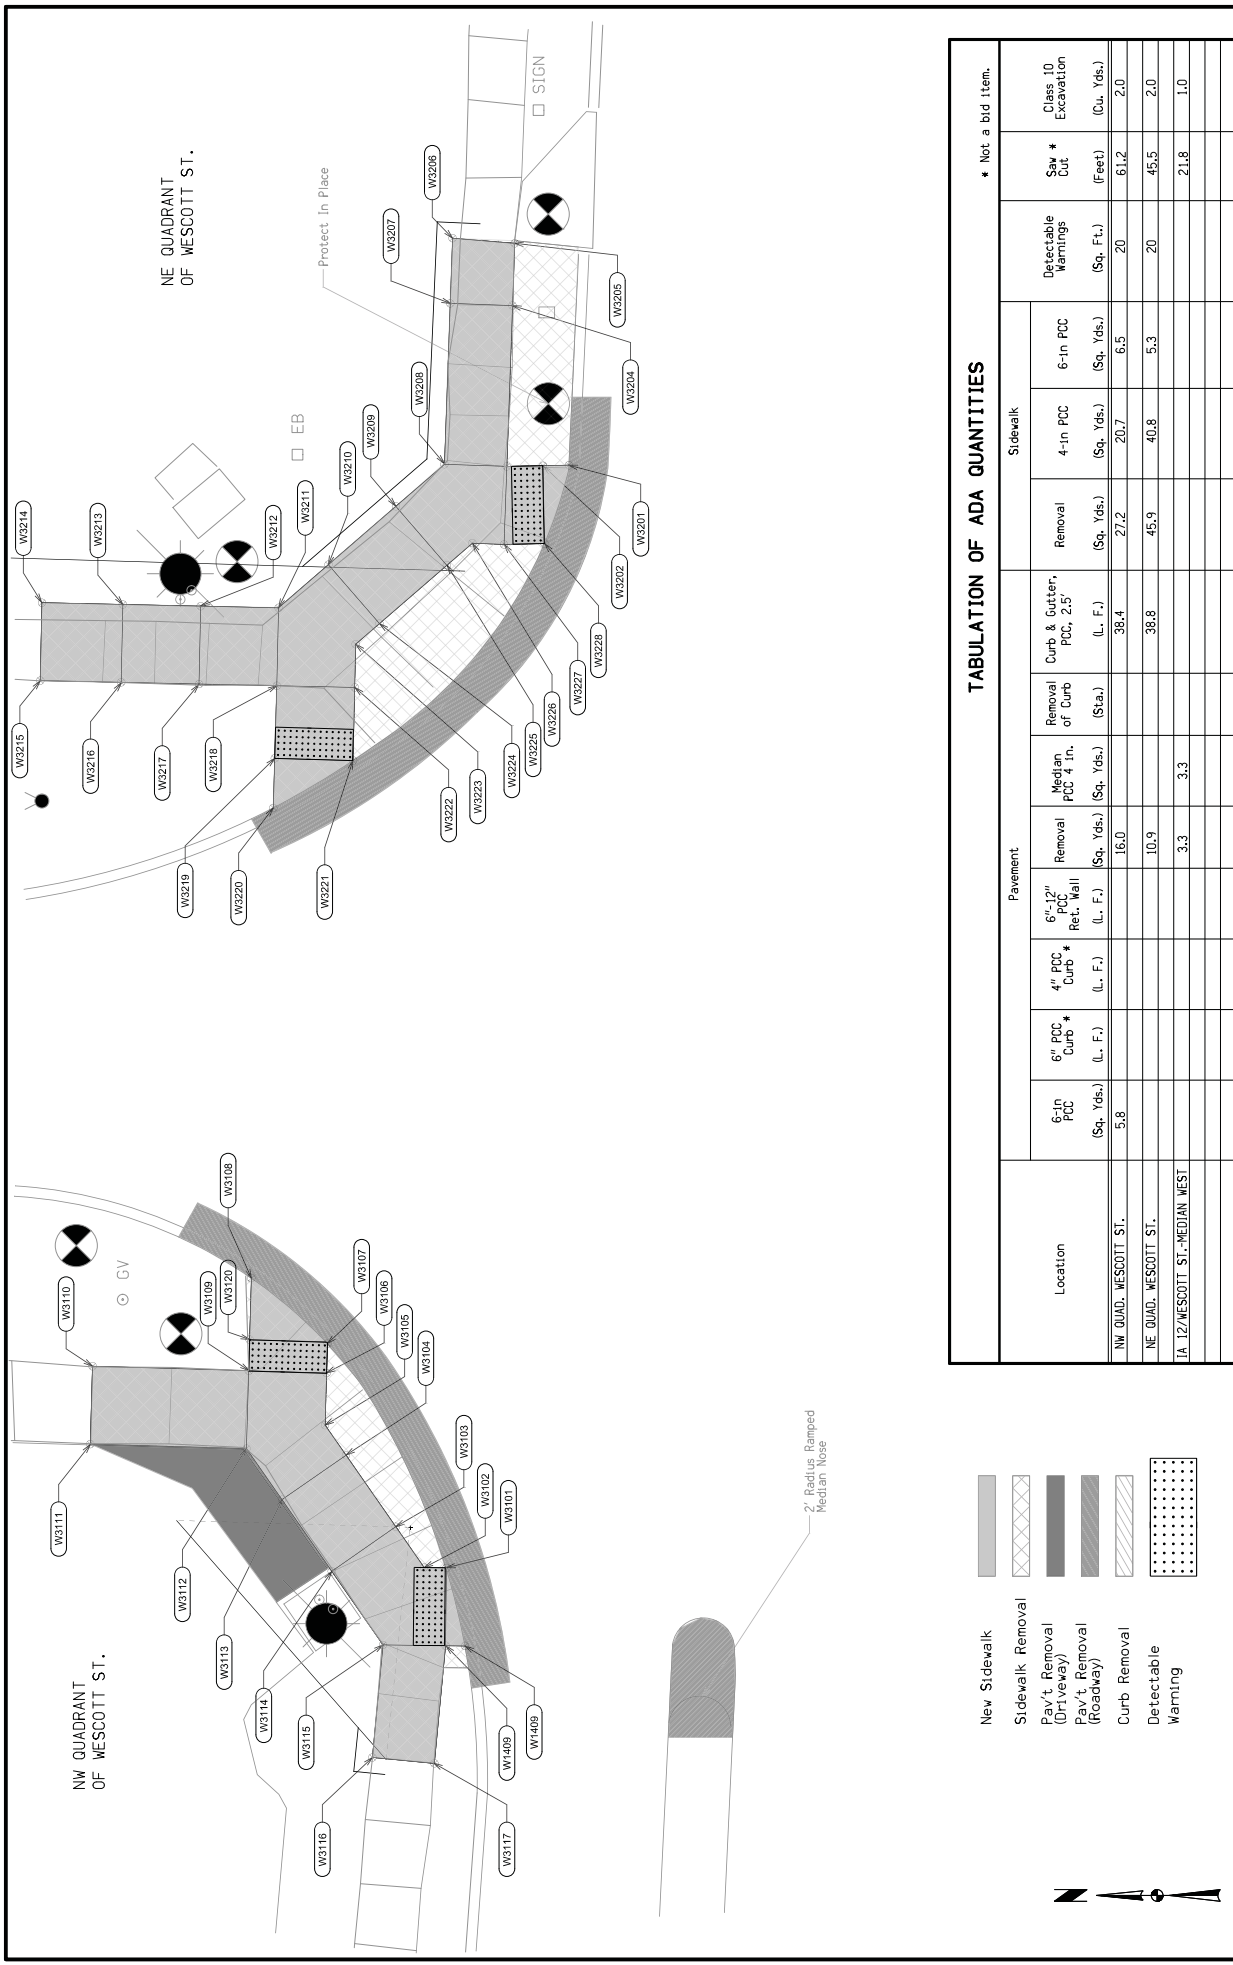 NW QUADRANT
OF WESCOTT ST.
NE QUADRANT
OF WESCOTT ST.
W3110
W3111
W3112
W3113
W3114
W3115
W3116
W3117
W1409
W1409
W3101
W3102
W3103
W3104
W3105
W3106
W3107
W3108
W3120
W3109
GV
2' Radius Ramped
Median Nose
W3214
W3213
W3212
W3211
W3210
W3209
W3208
W3207
W3206
W3205
W3204
W3201
W3202
W3228
W3227
W3226
W3225
W3224
W3223
W3222
W3221
W3220
W3219
W3218
W3217
W3216
W3215
EB
SIGN
Protect In Place
N
New Sidewalk
Sidewalk Removal
Pav't Removal
(Driveway)
Pav't Removal
(Roadway)
Curb Removal
Detectable
Warning
TABULATION OF ADA QUANTITIES
* Not a bid item.
Location
Pavement
Sidewalk
6-in
PCC
(Sq. Yds.)
6" PCC
Curb *
(L. F.)
4" PCC
Curb *
(L. F.)
6"-12"
PCC
Ret. Wall
(L. F.)
Removal
(Sq. Yds.)
Median
PCC 4 in.
(Sq. Yds.)
Removal
of Curb
(Sta.)
Curb & Gutter,
PCC, 2.5'
(L. F.)
Removal
(Sq. Yds.)
4-in PCC
(Sq. Yds.)
6-in PCC
(Sq. Yds.)
Detectable
Warnings
(Sq. Ft.)
Saw *
Cut
(Feet)
Class 10
Excavation
(Cu. Yds.)
NW QUAD. WESCOTT ST. 5.8 16.0 38.4 27.2 20.7 6.5 20 61.2 2.0
NE QUAD. WESCOTT ST. 10.9 38.8 45.9 40.8 5.3 20 45.5 2.0
IA 12/WESCOTT ST.-MEDIAN WEST 3.3 3.3 21.8 1.0